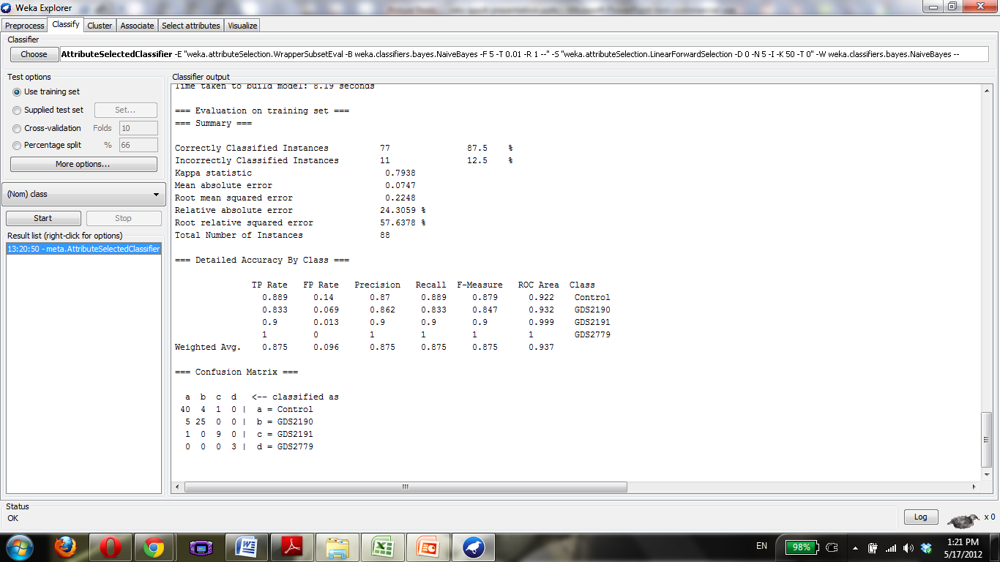 Weka Explorer
Preprocess Classify Cluster Associate Select attributes Visualize
Classifier
Choose AttributeSelectedClassifier -E "weka.attributeSelection.WrapperSubsetEval -B weka.classifiers.bayes.NaiveBayes -F 5 -T 0.01 -R 1 --" -S "weka.attributeSelection.LinearForwardSelection -D 0 -N 5 -I -K 50 -T 0" -W weka.classifiers.bayes.NaiveBayes --
Test options
Use training set
Supplied test set Set...
Cross-validation Folds 10
Percentage split % 66
More options...
(Nom) class
Start Stop
Result list (right-click for options)
13:20:50 - meta.AttributeSelectedClassifier
Classifier output
Time taken to build model: 8.19 seconds
=== Evaluation on training set ===
=== Summary ===
Correctly Classified Instances 77 87.5 %
Incorrectly Classified Instances 11 12.5 %
Kappa statistic 0.7938
Mean absolute error 0.0747
Root mean squared error 0.2248
Relative absolute error 24.3059 %
Root relative squared error 57.6378 %
Total Number of Instances 88
=== Detailed Accuracy By Class ===
TP Rate FP Rate Precision Recall F-Measure ROC Area Class
0.889 0.14 0.87 0.889 0.879 0.922 Control
0.833 0.069 0.862 0.833 0.847 0.932 GDS2190
0.9 0.013 0.9 0.9 0.9 0.999 GDS2191
1 0 1 1 1 1 GDS2779
Weighted Avg. 0.875 0.096 0.875 0.875 0.875 0.937
=== Confusion Matrix ===
a b c d <-- classified as
40 4 1 0 | a = Control
5 25 0 0 | b = GDS2190
1 0 9 0 | c = GDS2191
0 0 0 3 | d = GDS2779
Status
OK
Log x 0
EN 98% 1:21 PM
5/17/2012